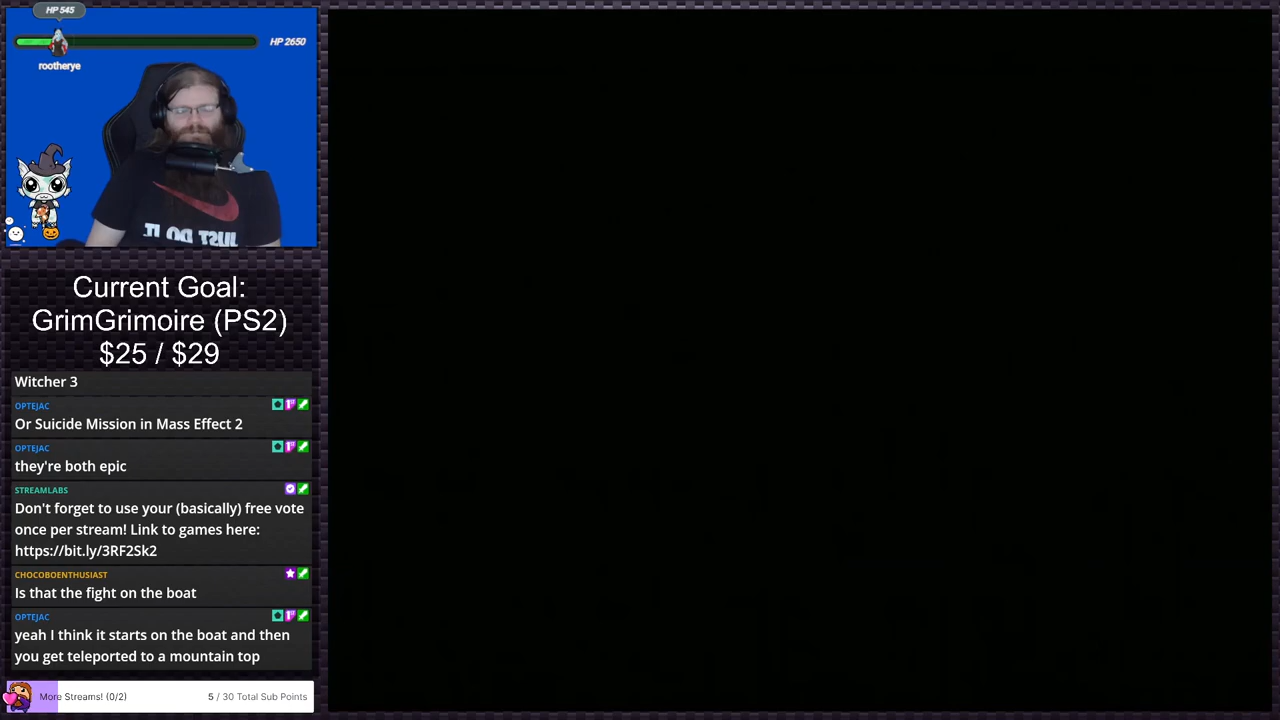 HP 545
HP 2650
rootherye
JUST DO IT
Current Goal:
GrimGrimoire (PS2)
$25 / $29
Witcher 3
OPTEJAC
Or Suicide Mission in Mass Effect 2
OPTEJAC
they're both epic
STREAMLABS
Don't forget to use your (basically) free vote
once per stream! Link to games here:
https://bit.ly/3RF2Sk2
CHOCOBOENTHUSIAST
Is that the fight on the boat
OPTEJAC
yeah I think it starts on the boat and then
you get teleported to a mountain top
More Streams! (0/2)
5 / 30 Total Sub Points